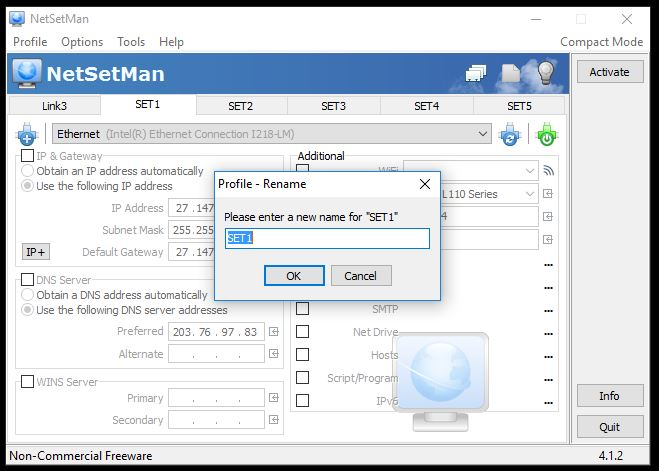 NetSetMan
Profile Options Tools Help Compact Mode
NetSetMan
Activate
Link3 SET1 SET2 SET3 SET4 SET5
Ethernet (Intel(R) Ethernet Connection I218-LM)
IP & Gateway
Additional
Obtain an IP address automatically
WiFi
Use the following IP address
L110 Series
IP Address 27 . 147
4
Subnet Mask 255.255
IP+
Default Gateway 27 . 147
Profile - Rename
Please enter a new name for "SET1"
SET1
OK Cancel
DNS Server
Obtain a DNS address automatically
Use the following DNS server addresses
SMTP
Preferred 203 . 76 . 97 . 83
Net Drive ...
Alternate . . .
Hosts ...
WINS Server
Script/Program ...
Primary . . .
IPv6 ...
Secondary . . .
Info
Quit
Non-Commercial Freeware 4.1.2